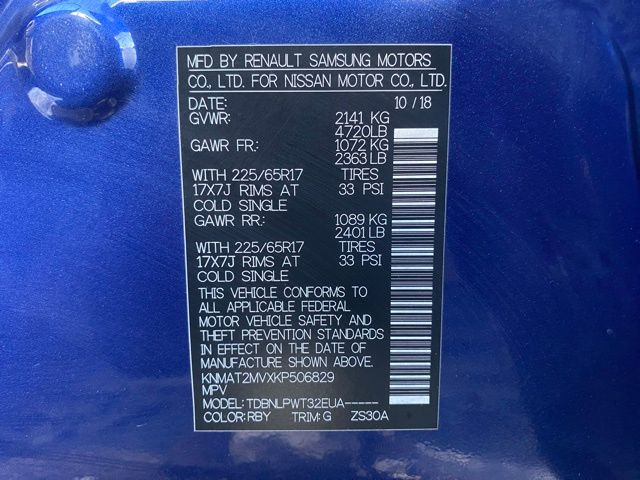 MFD BY RENAULT SAMSUNG MOTORS
CO., LTD. FOR NISSAN MOTOR CO., LTD.
DATE: 10 / 18
GVWR: 2141 KG
4720LB
GAWR FR.: 1072 KG
2363 LB
WITH 225/65R17 TIRES
17X7J RIMS AT 33 PSI
COLD SINGLE
GAWR RR.: 1089 KG
2401 LB
WITH 225/65R17 TIRES
17X7J RIMS AT 33 PSI
COLD SINGLE
THIS VEHICLE CONFORMS TO
ALL APPLICABLE FEDERAL
MOTOR VEHICLE SAFETY AND
THEFT PREVENTION STANDARDS
IN EFFECT ON THE DATE OF
MANUFACTURE SHOWN ABOVE.
KNMAT2MVXKP506829
MPV
MODEL: TDBNLPWT32EUA-----
COLOR: RBY TRIM: G ZS30A